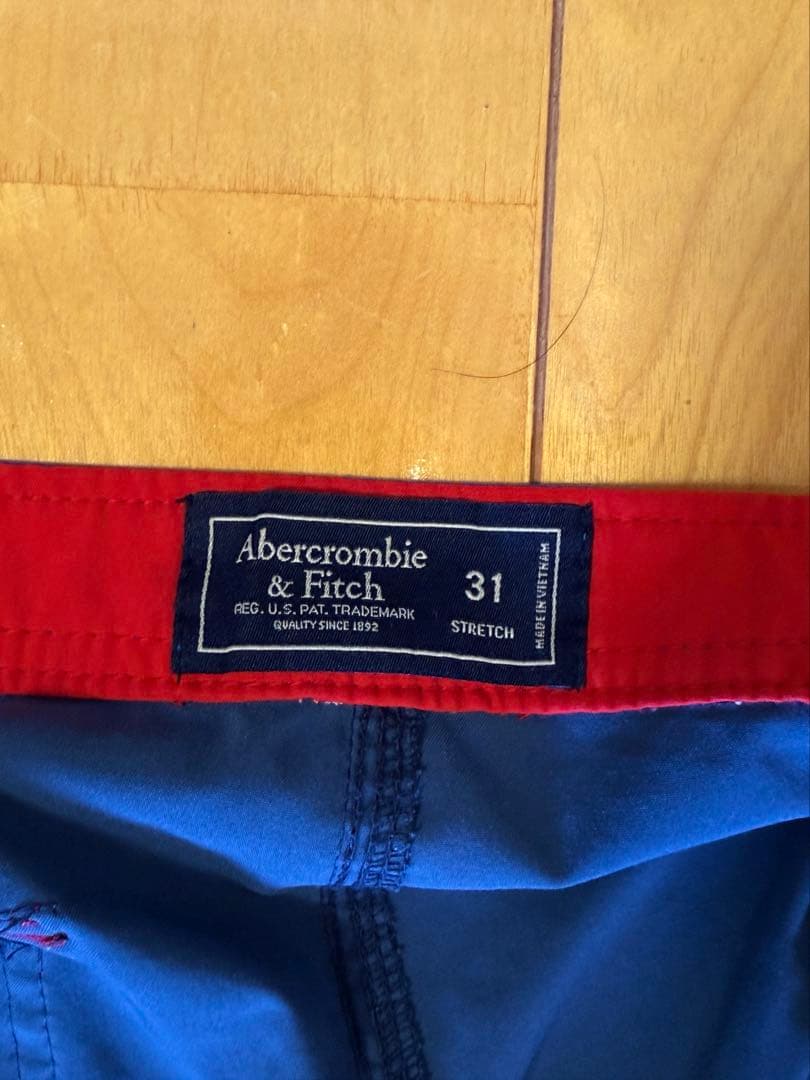 Abercrombie
& Fitch
REG. U.S. PAT. TRADEMARK
QUALITY SINCE 1892
31
STRETCH
MADE IN VIETNAM